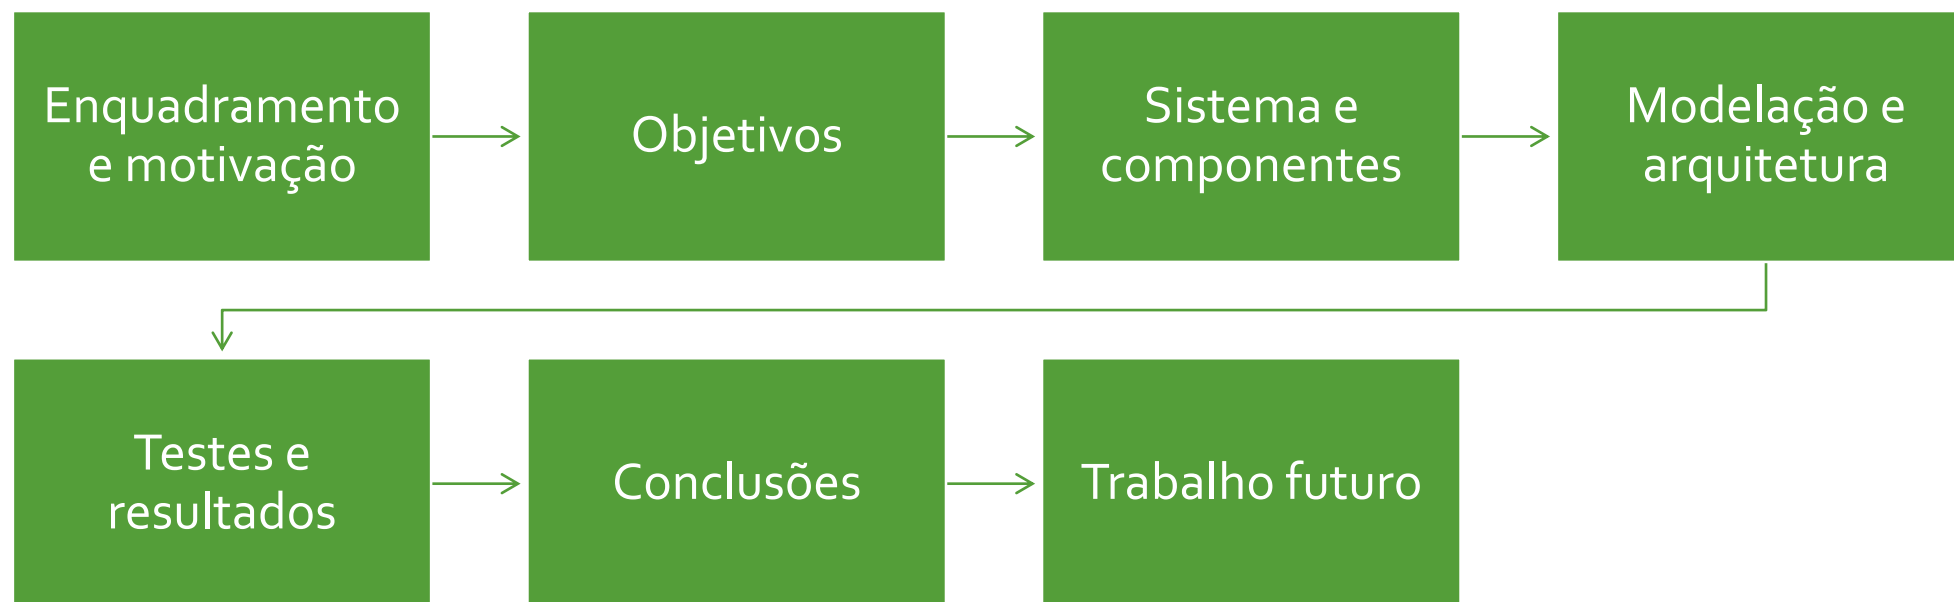 Enquadramento
e motivação
Objetivos
Sistema e
componentes
Modelação e
arquitetura
Testes e
resultados
Conclusões
Trabalho futuro